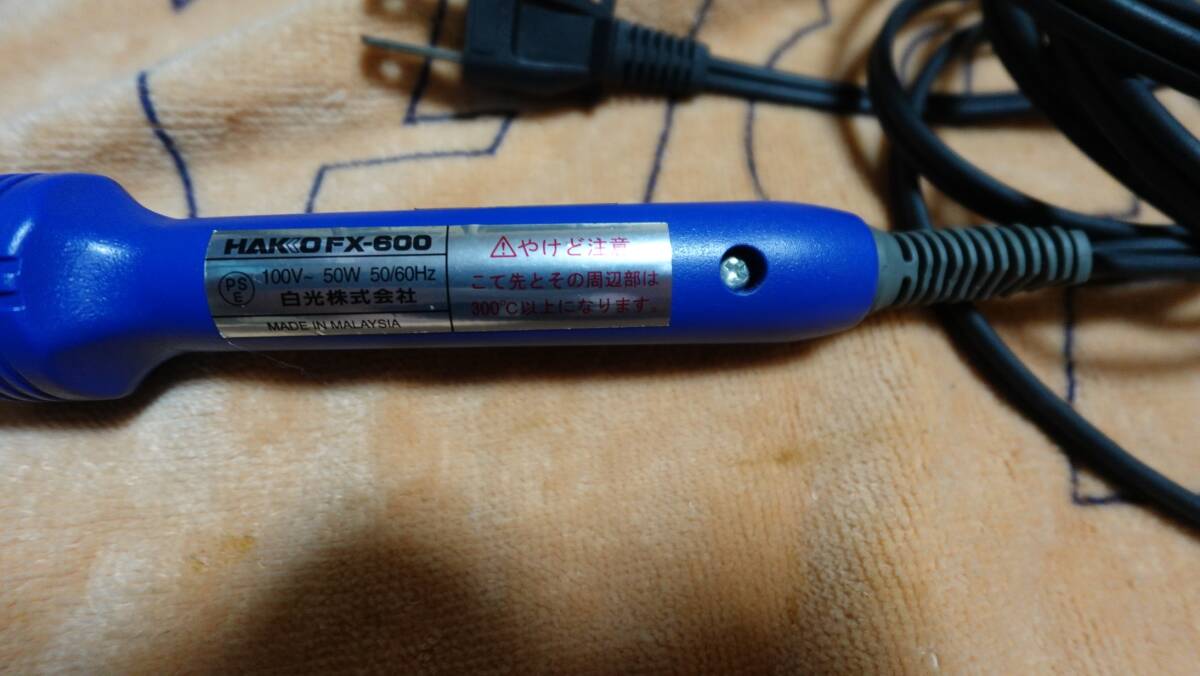 HAKKO FX-600
PS
E
100V~ 50W 50/60Hz
白光株式会社
MADE IN MALAYSIA
⚠やけど注意
こて先とその周辺部は
300℃以上になります。